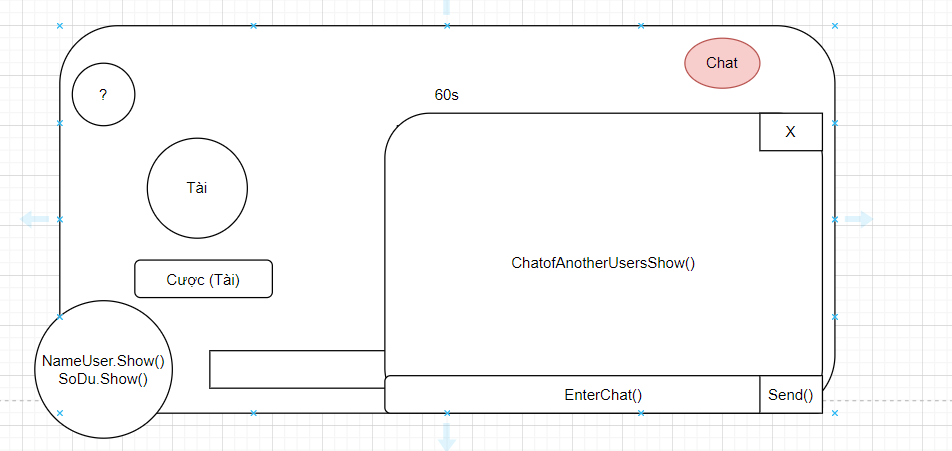 Chat
?
60s
X
Tài
ChatofAnotherUsersShow()
Cược (Tài)
NameUser.Show()
SoDu.Show()
EnterChat()
Send()